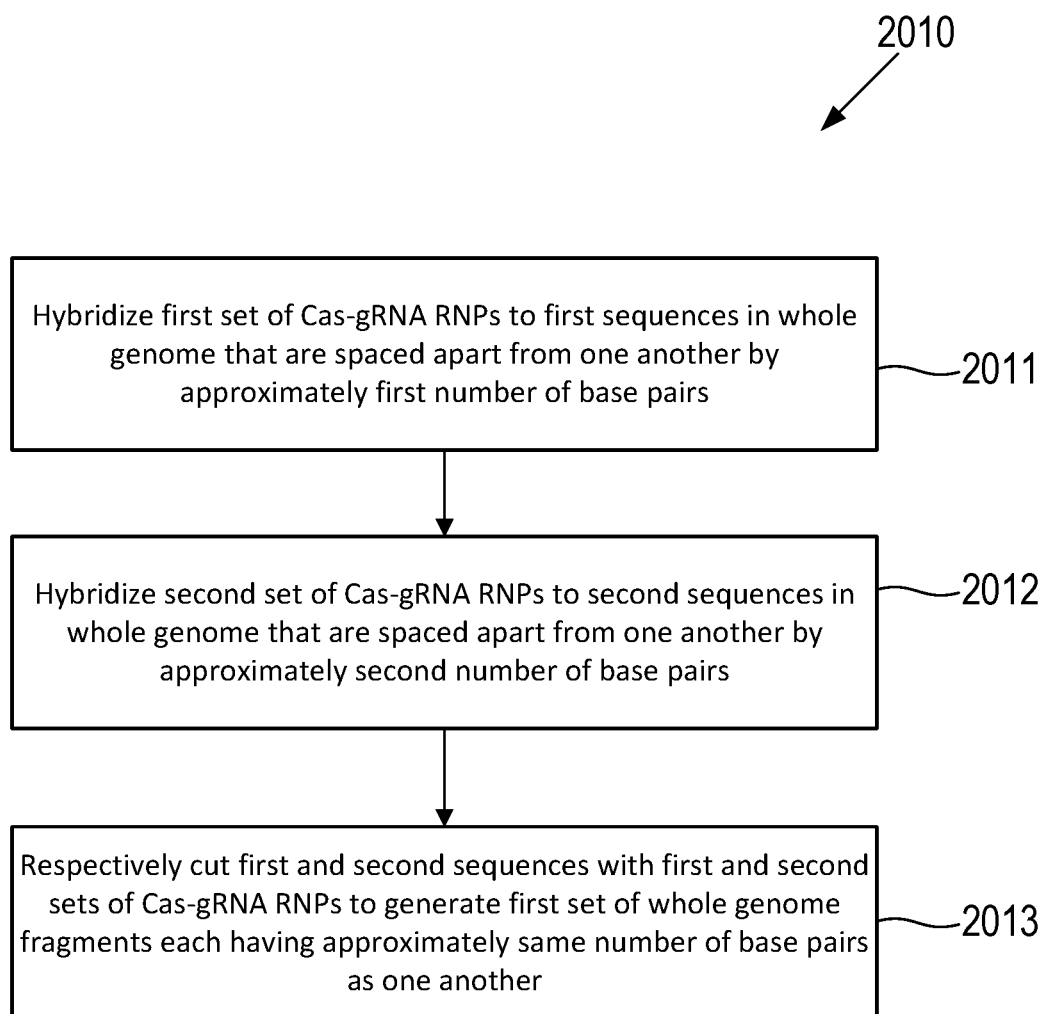 2010
Hybridize first set of Cas-gRNA RNPs to first sequences in whole
genome that are spaced apart from one another by
approximately first number of base pairs
2011
Hybridize second set of Cas-gRNA RNPs to second sequences in
whole genome that are spaced apart from one another by
approximately second number of base pairs
2012
Respectively cut first and second sequences with first and second
sets of Cas-gRNA RNPs to generate first set of whole genome
fragments each having approximately same number of base pairs
as one another
2013